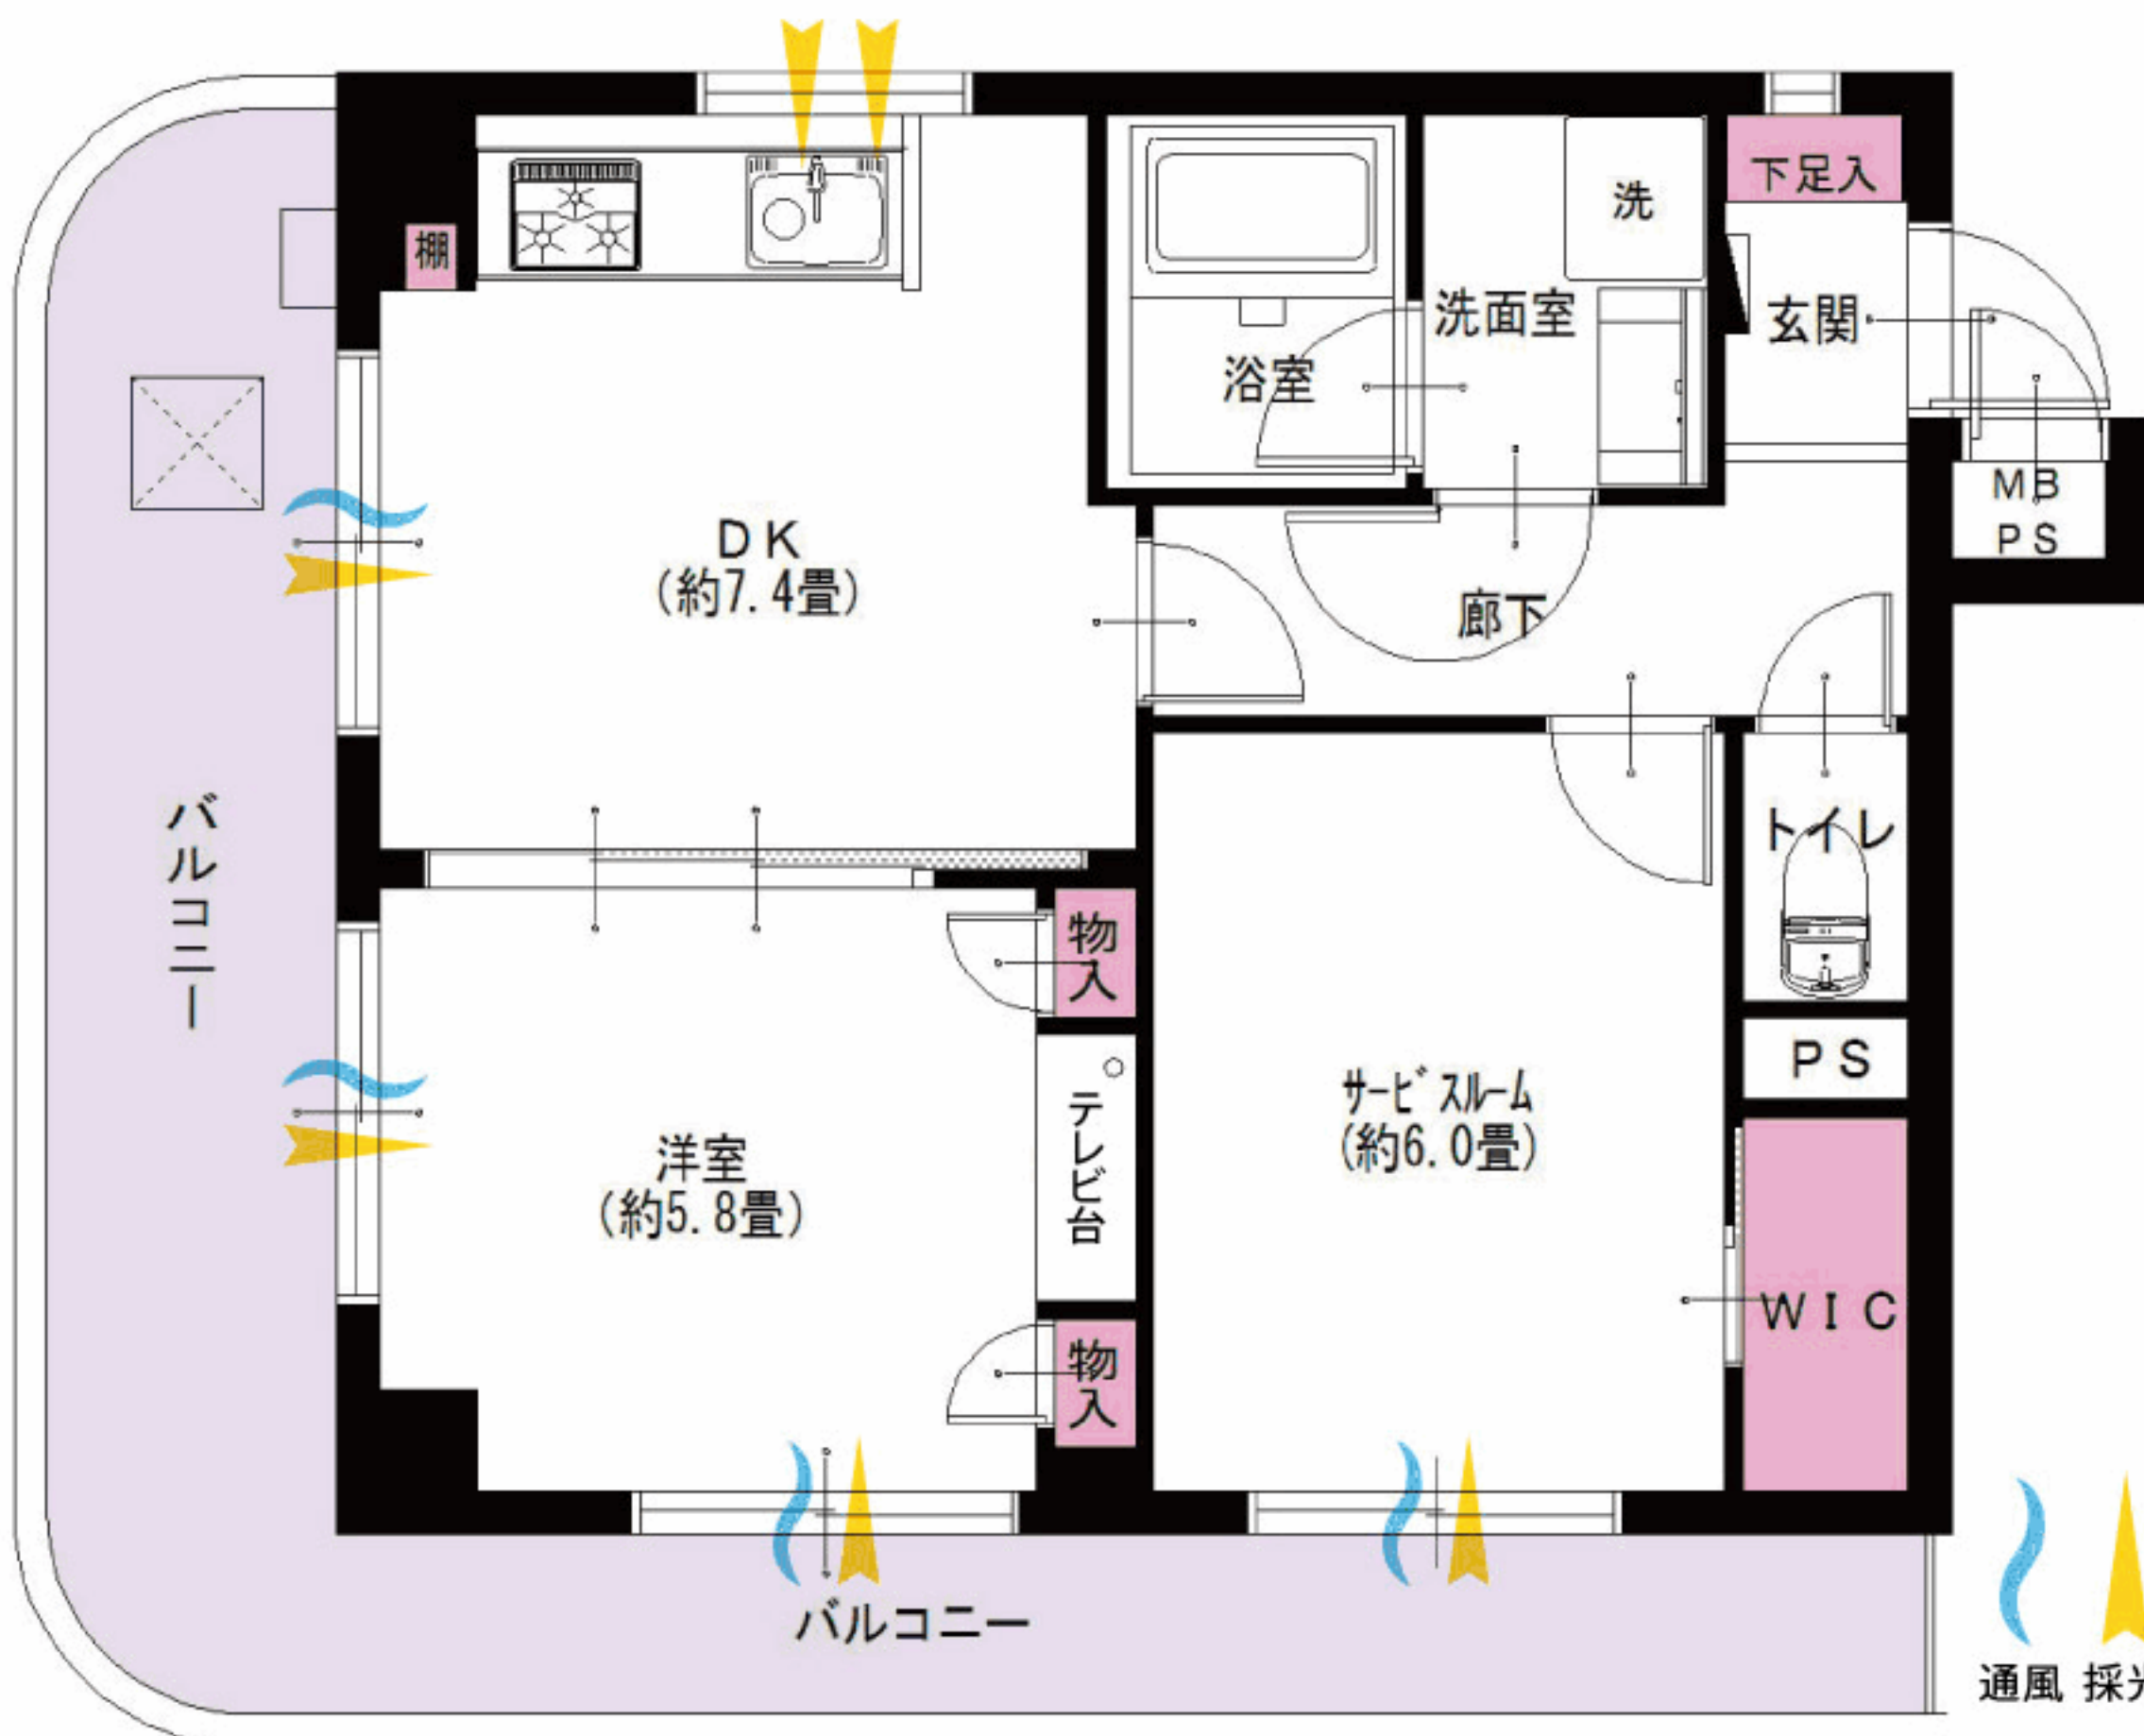 下足入
棚
洗
洗面室
玄関
浴室
MB
PS
DK
(約7.4畳)
廊下
バルコニー
トイレ
物入
PS
テレビ台
サービスルーム
(約6.0畳)
洋室
(約5.8畳)
WIC
物入
バルコニー
通風 採光